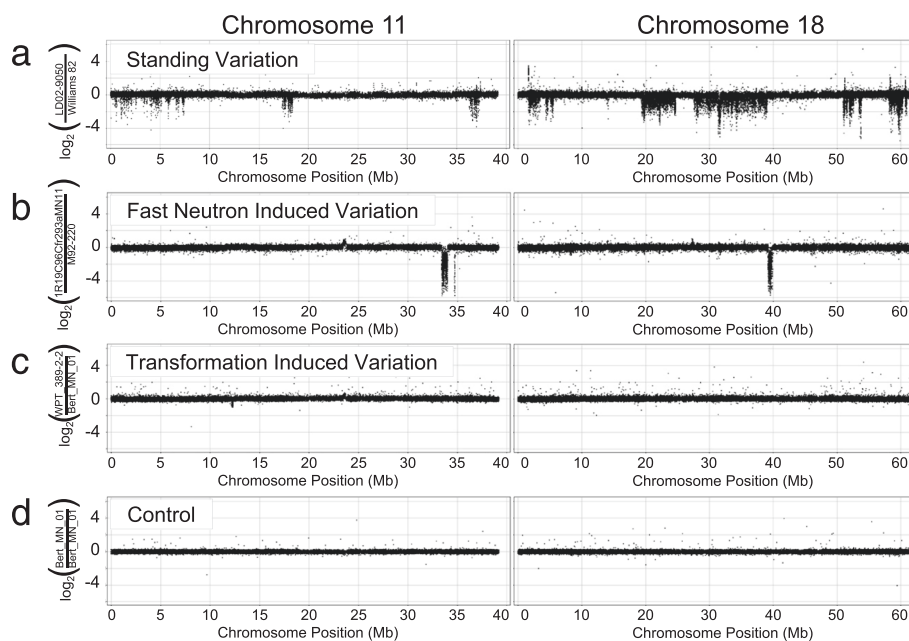 Chromosome 11 Chromosome 18
a
Standing Variation
log2 ( LD02-9050 / Williams 82 )
4
0
-4
0 5 10 15 20 25 30 35 40 0 10 20 30 40 50 60
Chromosome Position (Mb) Chromosome Position (Mb)
b
Fast Neutron Induced Variation
log2 ( 1R19C96Cfr293aMN11 / M92-220 )
4
0
-4
0 5 10 15 20 25 30 35 40 0 10 20 30 40 50 60
Chromosome Position (Mb) Chromosome Position (Mb)
c
Transformation Induced Variation
log2 ( WPT_389-2-2 / Bert_MN_01 )
4
0
-4
0 5 10 15 20 25 30 35 40 0 10 20 30 40 50 60
Chromosome Position (Mb) Chromosome Position (Mb)
d
Control
log2 ( Bert_MN_01 / Bert_MN_01 )
4
0
-4
0 5 10 15 20 25 30 35 40 0 10 20 30 40 50 60
Chromosome Position (Mb) Chromosome Position (Mb)